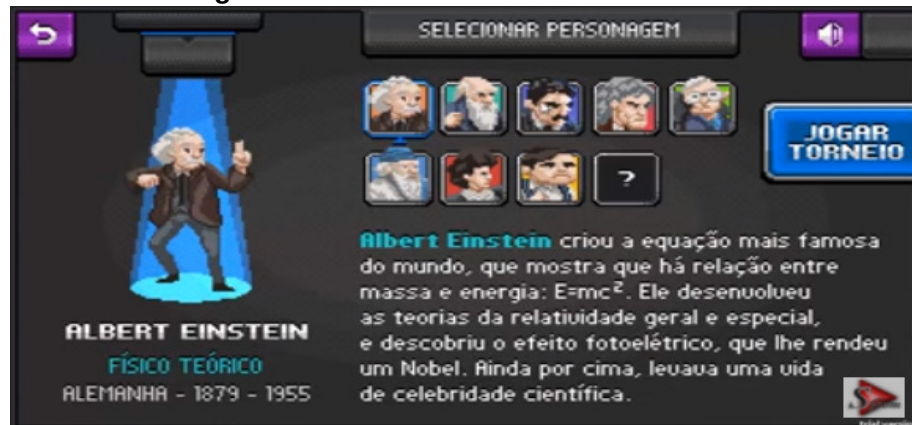 SELECIONAR PERSONAGEM
JOGAR
TORNEIO
?
Albert Einstein criou a equação mais famosa
do mundo, que mostra que há relação entre
massa e energia: E=mc². Ele desenvolveu
as teorias da relatividade geral e especial,
e descobriu o efeito fotoelétrico, que lhe rendeu
um Nobel. Ainda por cima, levava uma vida
de celebridade científica.
ALBERT EINSTEIN
FÍSICO TEÓRICO
ALEMANHA - 1879 - 1955